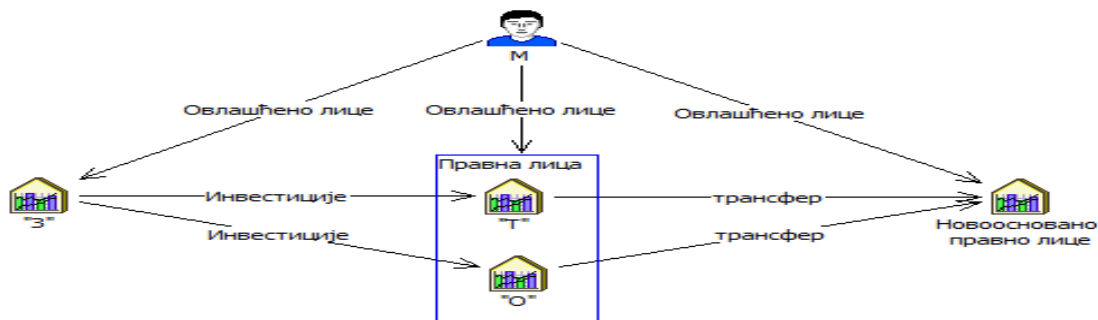 М
Овлашћено лице
Овлашћено лице
Овлашћено лице
Правна лица
"З"
Инвестиције
"Т"
трансфер
Новоосновано
правно лице
Инвестиције
трансфер
"О"